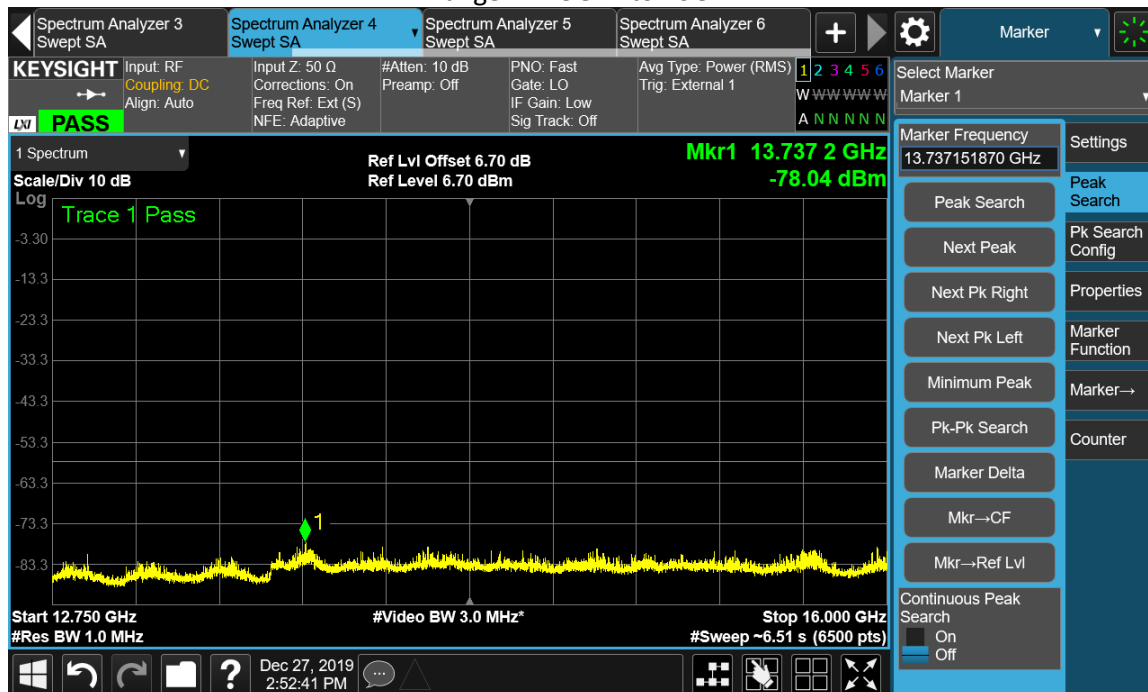 Spectrum Analyzer 3
Swept SA
Spectrum Analyzer 4
Swept SA
Spectrum Analyzer 5
Swept SA
Spectrum Analyzer 6
Swept SA
+
Marker
KEYSIGHT
LXI PASS
Input: RF
Coupling: DC
Align: Auto
Input Z: 50 Ω
Corrections: On
Freq Ref: Ext (S)
NFE: Adaptive
#Atten: 10 dB
Preamp: Off
PNO: Fast
Gate: LO
IF Gain: Low
Sig Track: Off
Avg Type: Power (RMS)
Trig: External 1
1 2 3 4 5 6
W W W W W W
A N N N N N
Select Marker
Marker 1
1 Spectrum
Scale/Div 10 dB
Ref Lvl Offset 6.70 dB
Ref Level 6.70 dBm
Mkr1 13.737 2 GHz
-78.04 dBm
Log
Trace 1 Pass
-3.30
-13.3
-23.3
-33.3
-43.3
-53.3
-63.3
-73.3
-83.3
1
Start 12.750 GHz
#Res BW 1.0 MHz
#Video BW 3.0 MHz*
Stop 16.000 GHz
#Sweep ~6.51 s (6500 pts)
Marker Frequency
13.737151870 GHz
Peak Search
Next Peak
Next Pk Right
Next Pk Left
Minimum Peak
Pk-Pk Search
Marker Delta
Mkr→CF
Mkr→Ref Lvl
Continuous Peak
Search
On
Off
Settings
Peak
Search
Pk Search
Config
Properties
Marker
Function
Marker→
Counter
?
Dec 27, 2019
2:52:41 PM